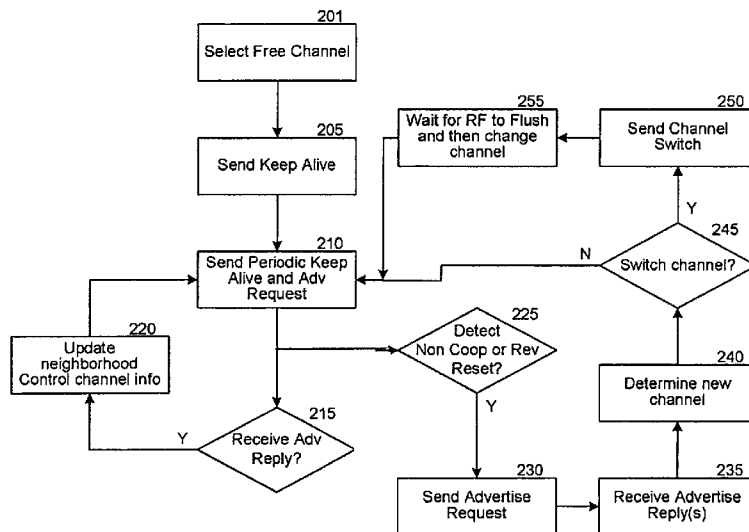 201
Select Free Channel
205
Send Keep Alive
210
Send Periodic Keep
Alive and Adv
Request
220
Update
neighborhood
Control channel info
215
Receive Adv
Reply?
Y
225
Detect
Non Coop or Rev
Reset?
Y
230
Send Advertise
Request
235
Receive Advertise
Reply(s)
240
Determine new
channel
245
Switch channel?
N
Y
250
Send Channel
Switch
255
Wait for RF to Flush
and then change
channel